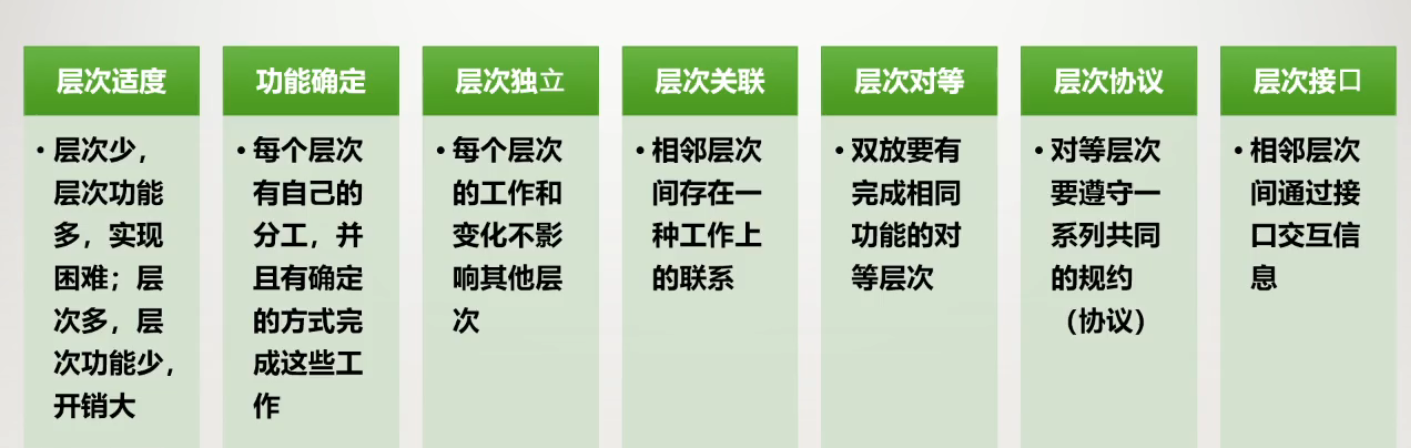 层次适度
• 层次少，
层次功能
多，实现
困难；层
次多，层
次功能少，
开销大
功能确定
• 每个层次
有自己的
分工，并
且有确定
的方式完
成这些工
作
层次独立
• 每个层次
的工作和
变化不影
响其他层
次
层次关联
• 相邻层次
间存在一
种工作上
的联系
层次对等
• 双放要有
完成相同
功能的对
等层次
层次协议
• 对等层次
要遵守一
系列共同
的规约
（协议）
层次接口
• 相邻层次
间通过接
口交互信
息